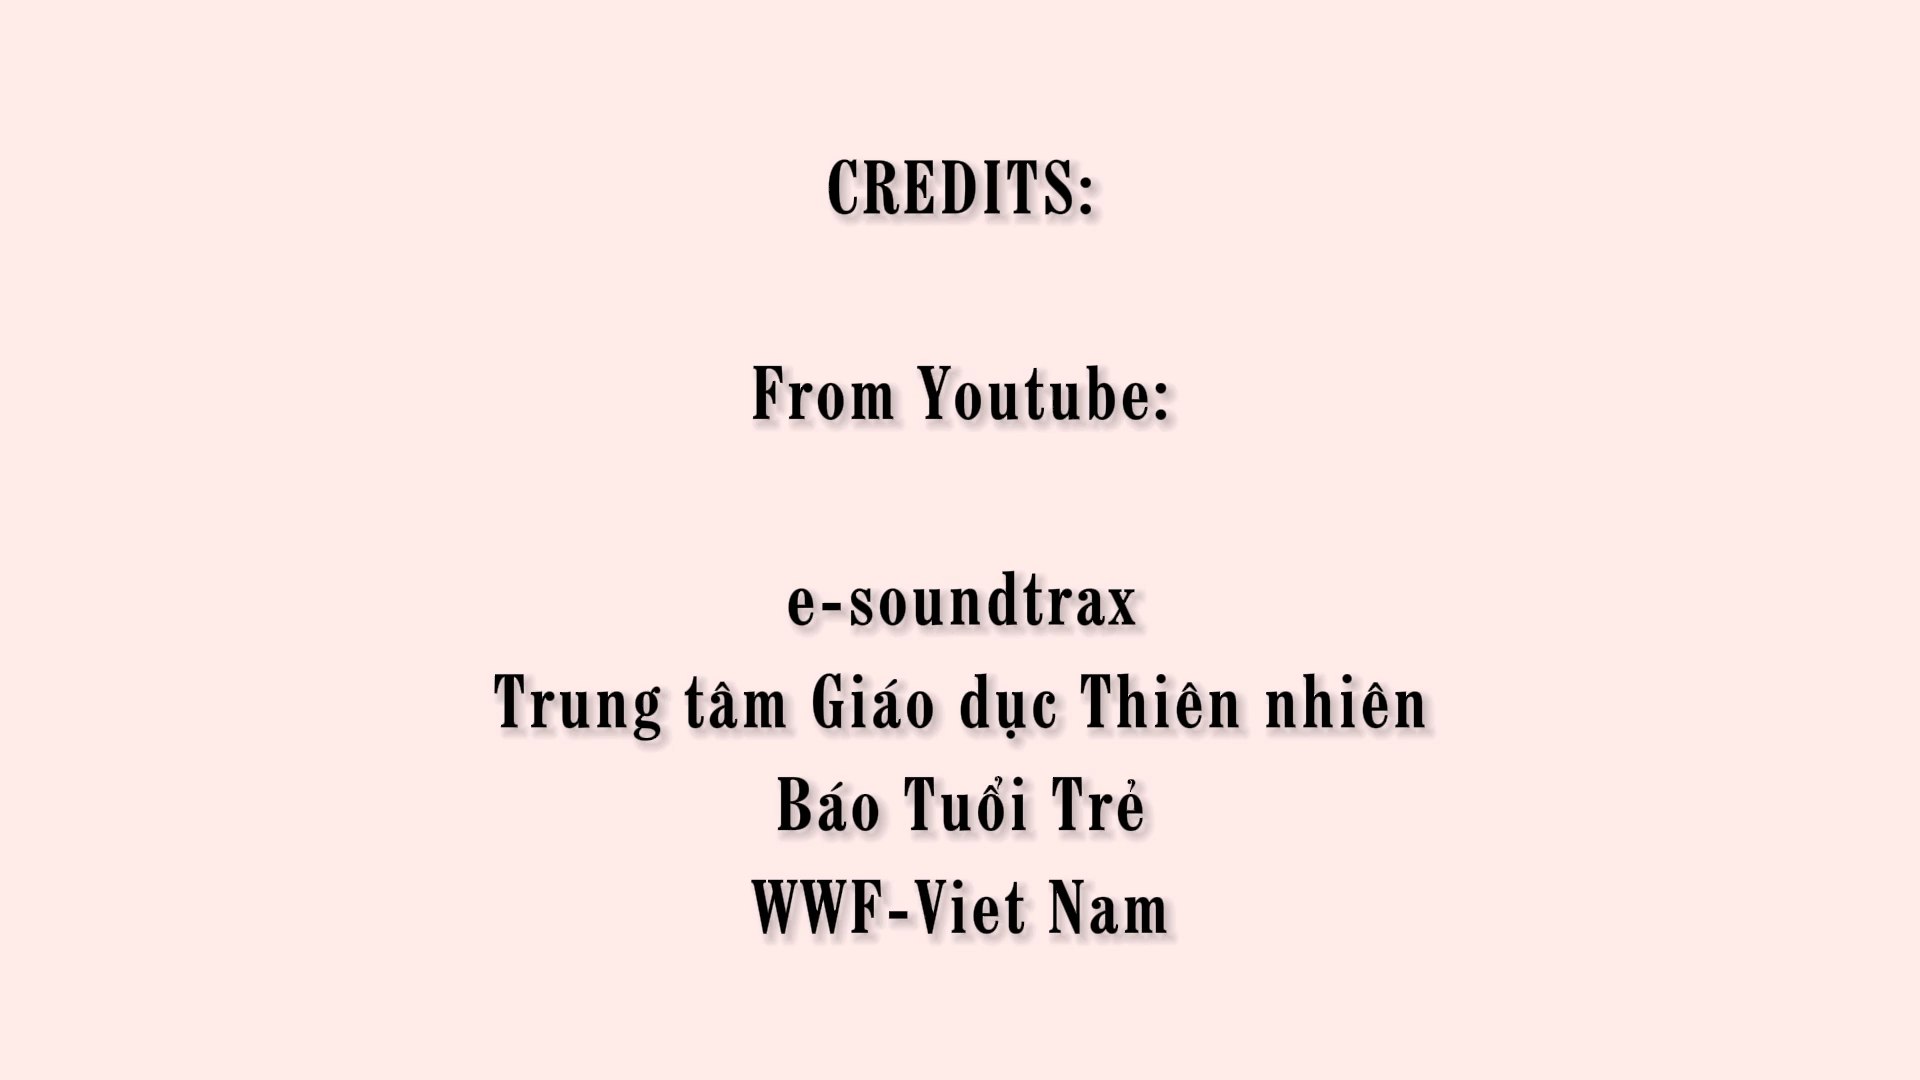 CREDITS:
From Youtube:
e-soundtrax
Trung tâm Giáo dục Thiên nhiên
Báo Tuổi Trẻ
WWF-Viet Nam